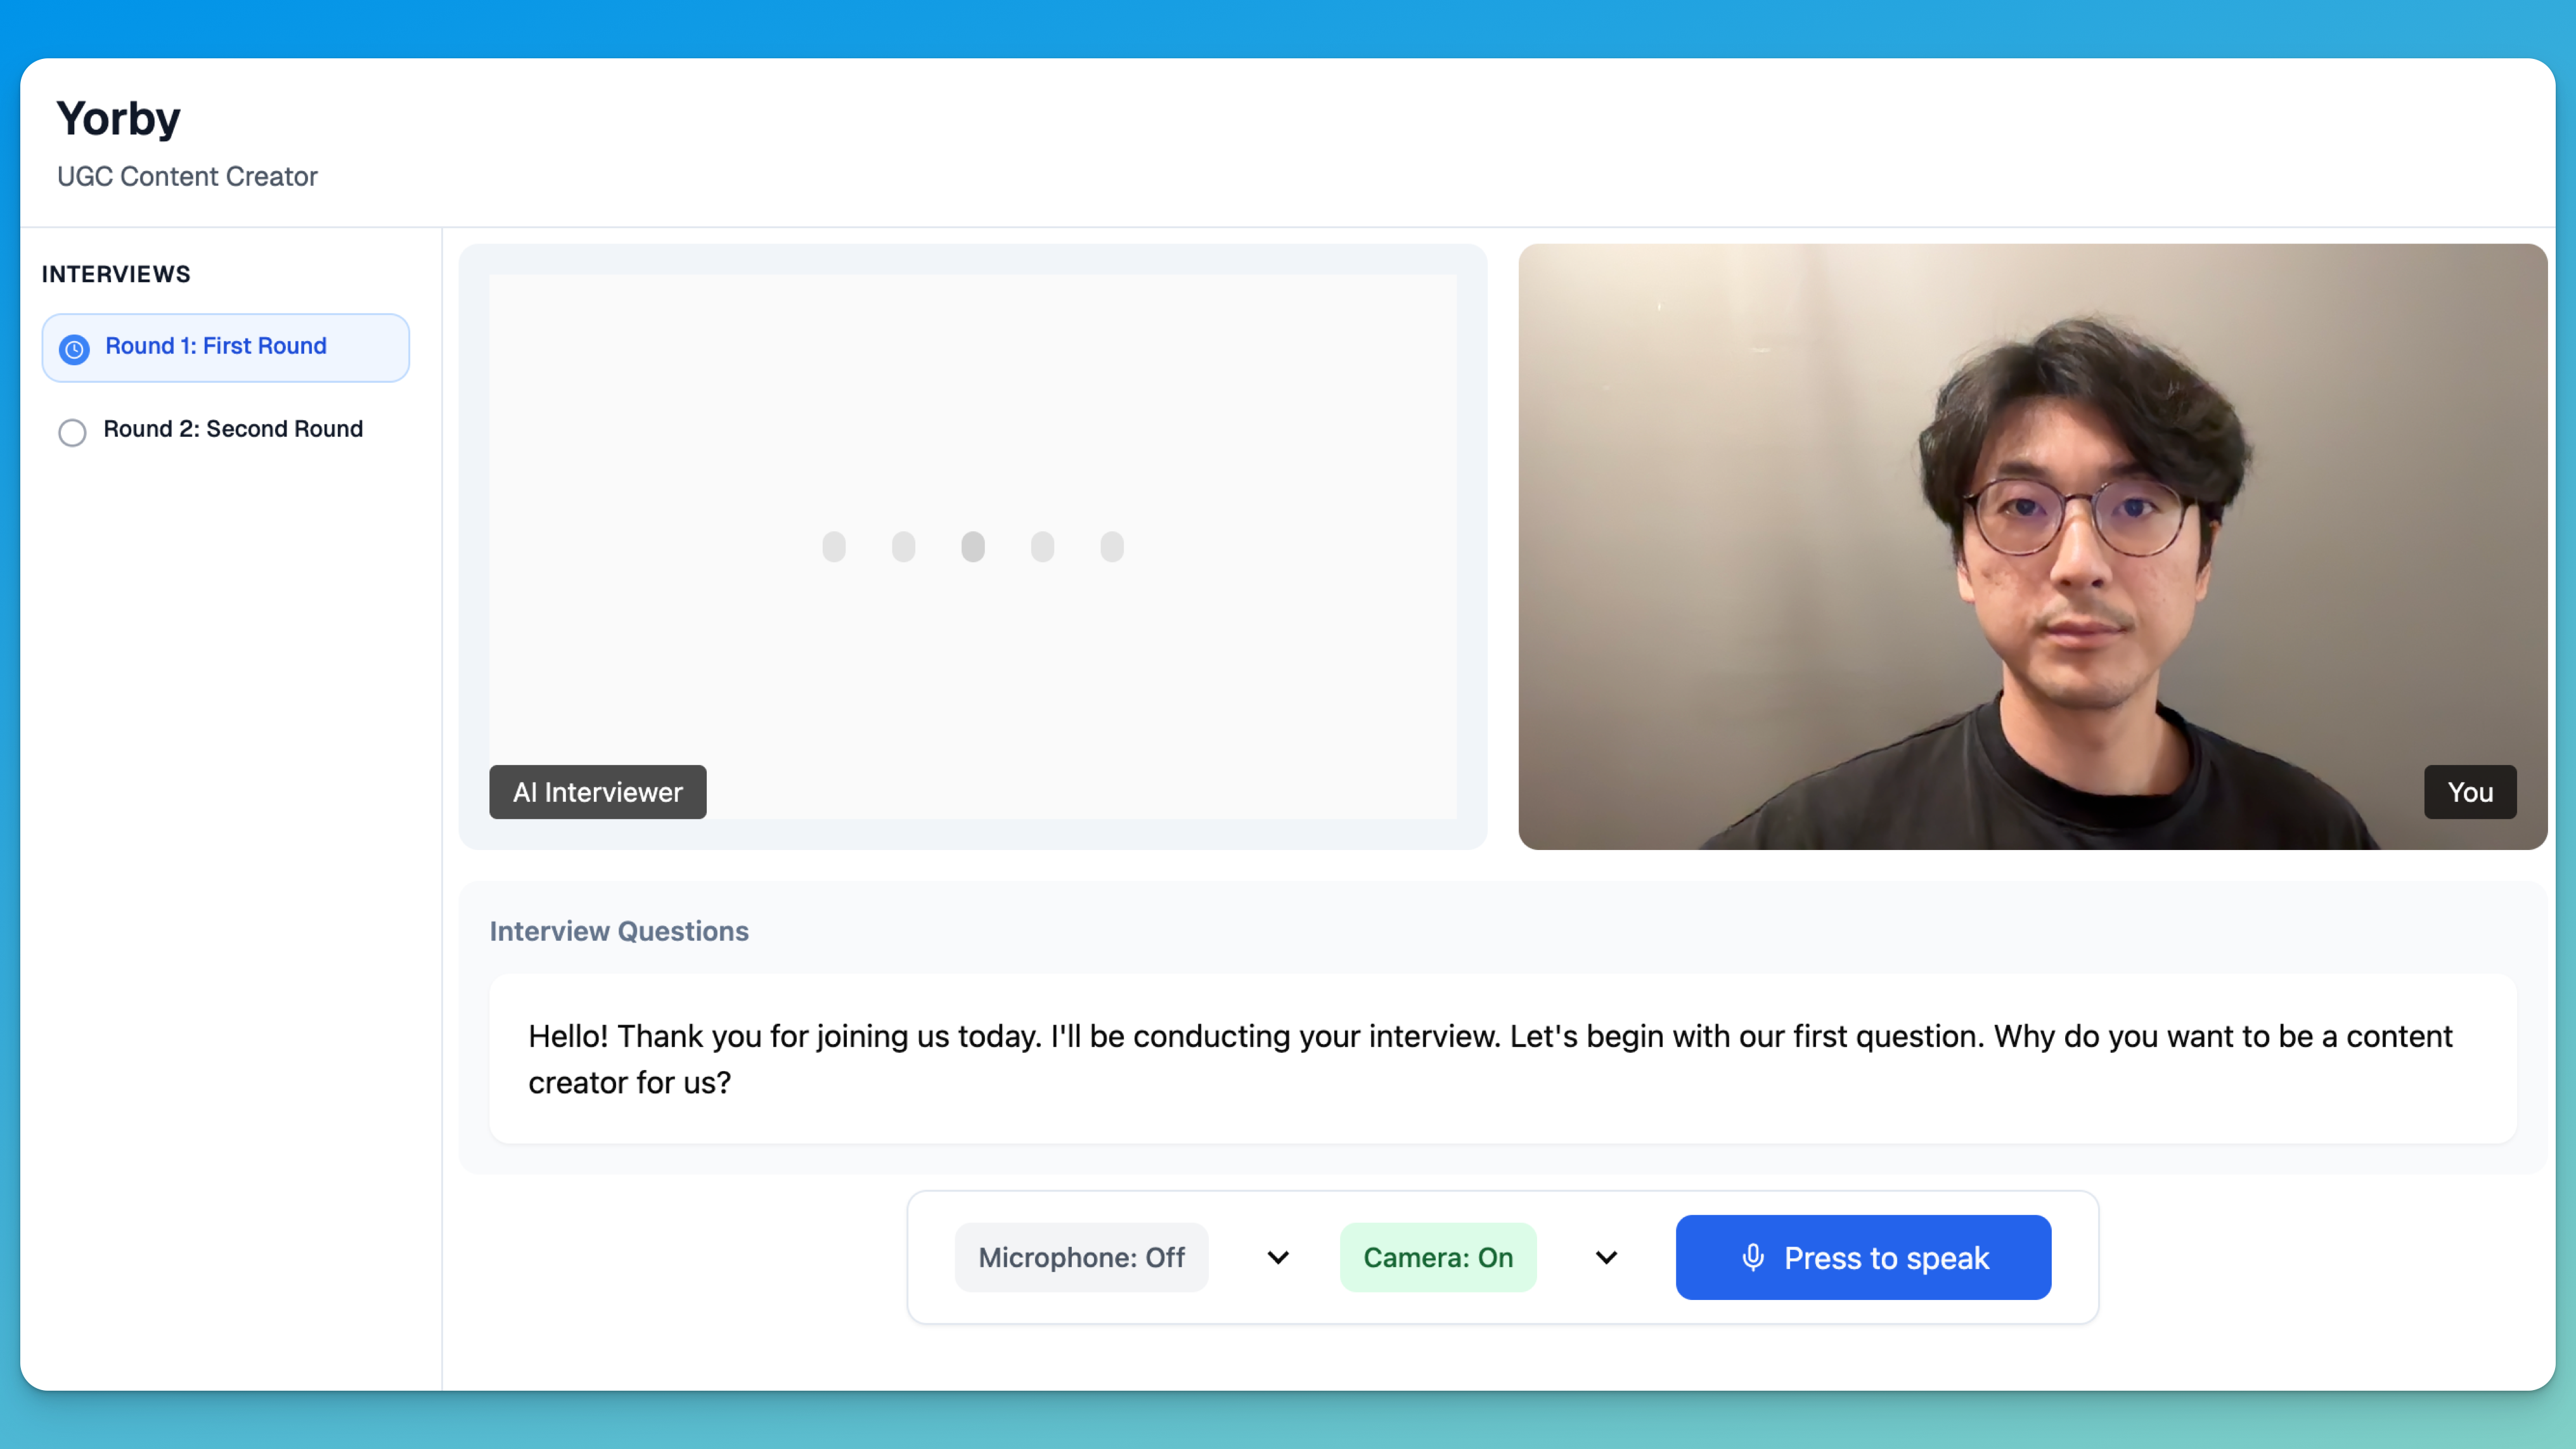 Yorby
UGC Content Creator
INTERVIEWS
Round 1: First Round
Round 2: Second Round
AI Interviewer
You
Interview Questions
Hello! Thank you for joining us today. I'll be conducting your interview. Let's begin with our first question. Why do you want to be a content
creator for us?
Microphone: Off
Camera: On
Press to speak